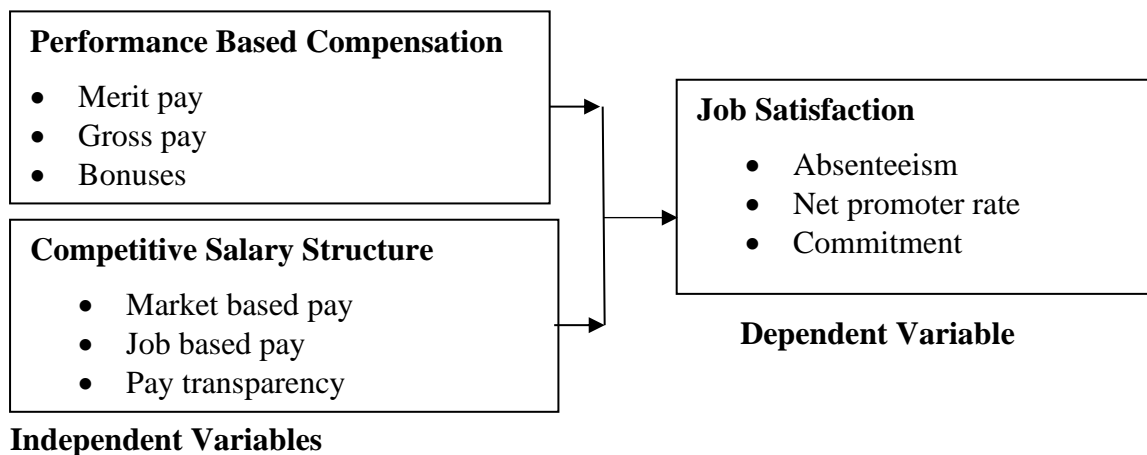 Performance Based Compensation
• Merit pay
• Gross pay
• Bonuses
Competitive Salary Structure
• Market based pay
• Job based pay
• Pay transparency
Independent Variables
Job Satisfaction
• Absenteeism
• Net promoter rate
• Commitment
Dependent Variable